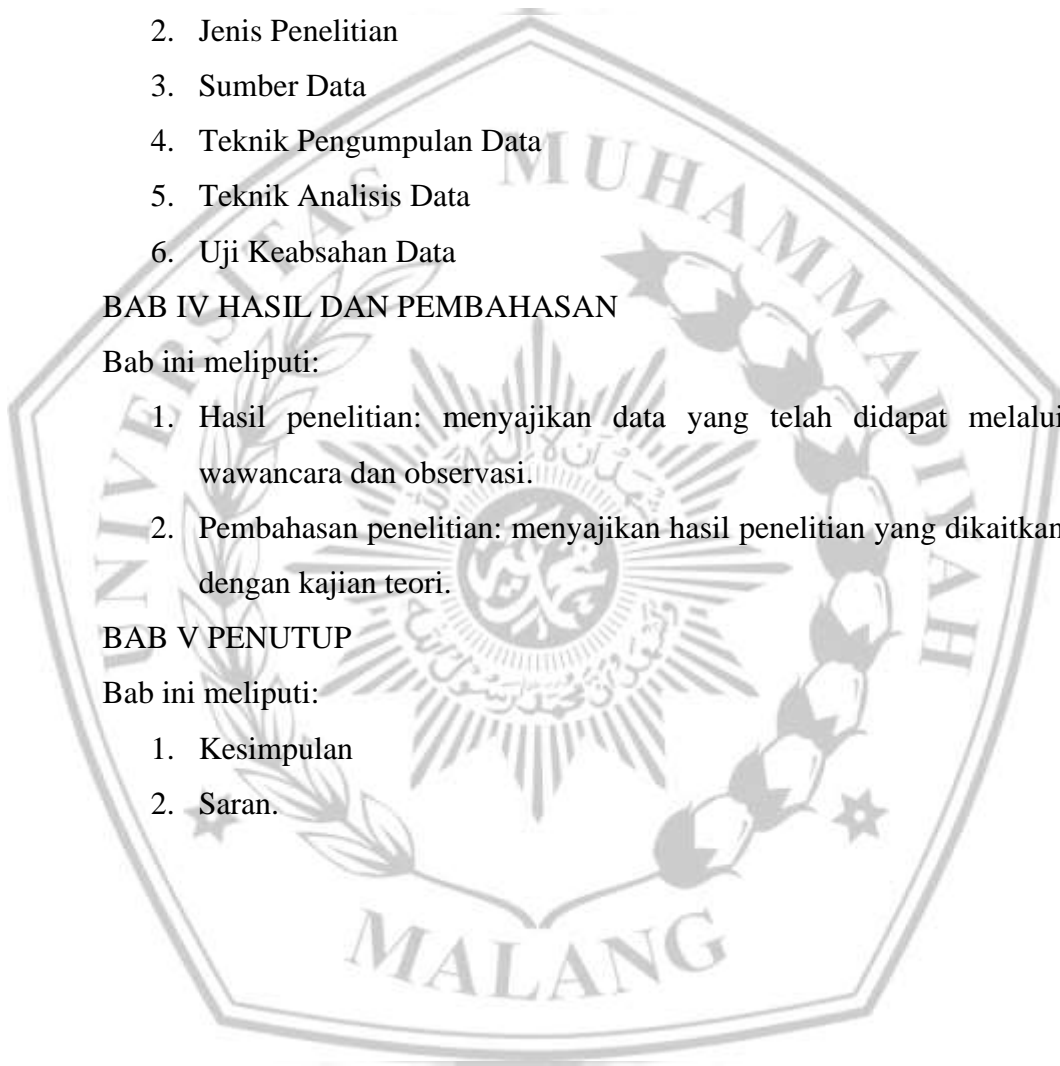 2. Jenis Penelitian
3. Sumber Data
4. Teknik Pengumpulan Data
5. Teknik Analisis Data
6. Uji Keabsahan Data
BAB IV HASIL DAN PEMBAHASAN
Bab ini meliputi:
1. Hasil penelitian: menyajikan data yang telah didapat melalui
wawancara dan observasi.
2. Pembahasan penelitian: menyajikan hasil penelitian yang dikaitkan
dengan kajian teori.
BAB V PENUTUP
Bab ini meliputi:
1. Kesimpulan
2. Saran.
UNIVERSITAS MUHAMMADIYAH
MALANG